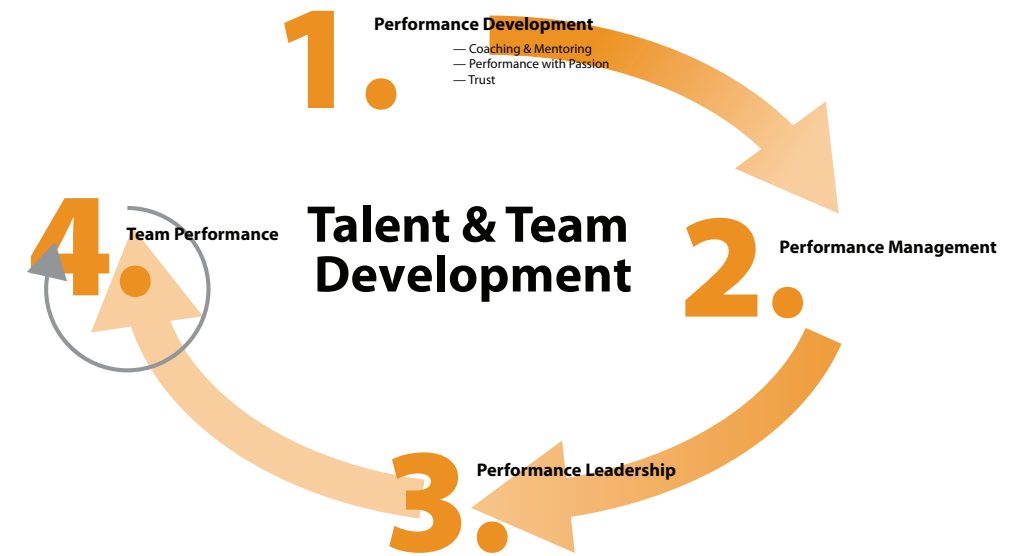 1.
Performance Development
— Coaching & Mentoring
— Performance with Passion
— Trust
Talent & Team
Development
2.
Performance Management
3.
Performance Leadership
4.
Team Performance